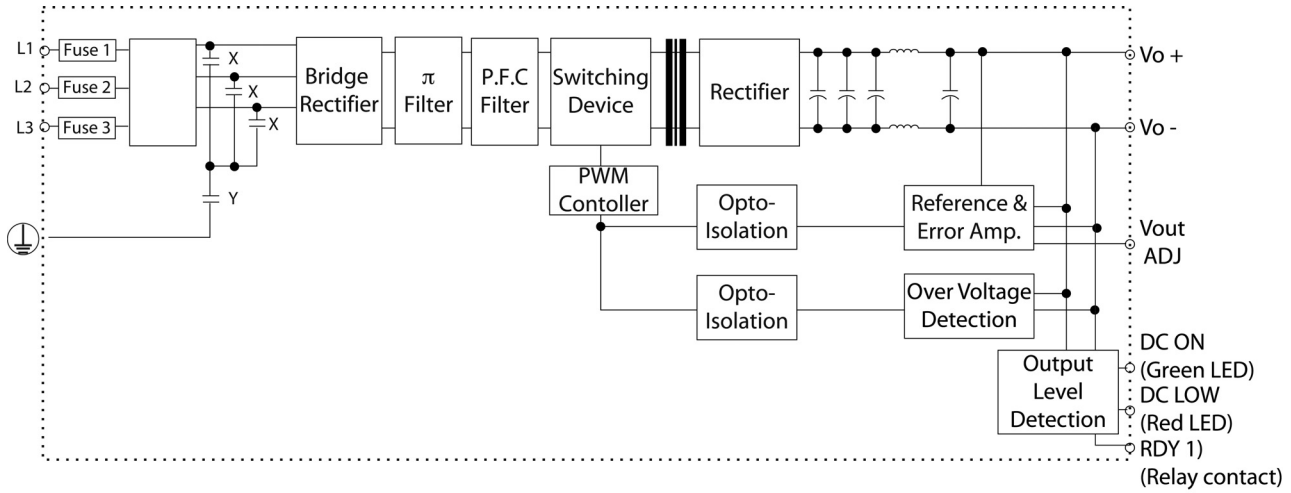 L1
Fuse 1
L2
Fuse 2
L3
Fuse 3
X
X
X
Y
Bridge
Rectifier
π
Filter
P.F.C
Filter
Switching
Device
Rectifier
PWM
Contoller
Opto-
Isolation
Reference &
Error Amp.
Opto-
Isolation
Over Voltage
Detection
Output
Level
Detection
Vo +
Vo -
Vout
ADJ
DC ON
(Green LED)
DC LOW
(Red LED)
RDY 1)
(Relay contact)